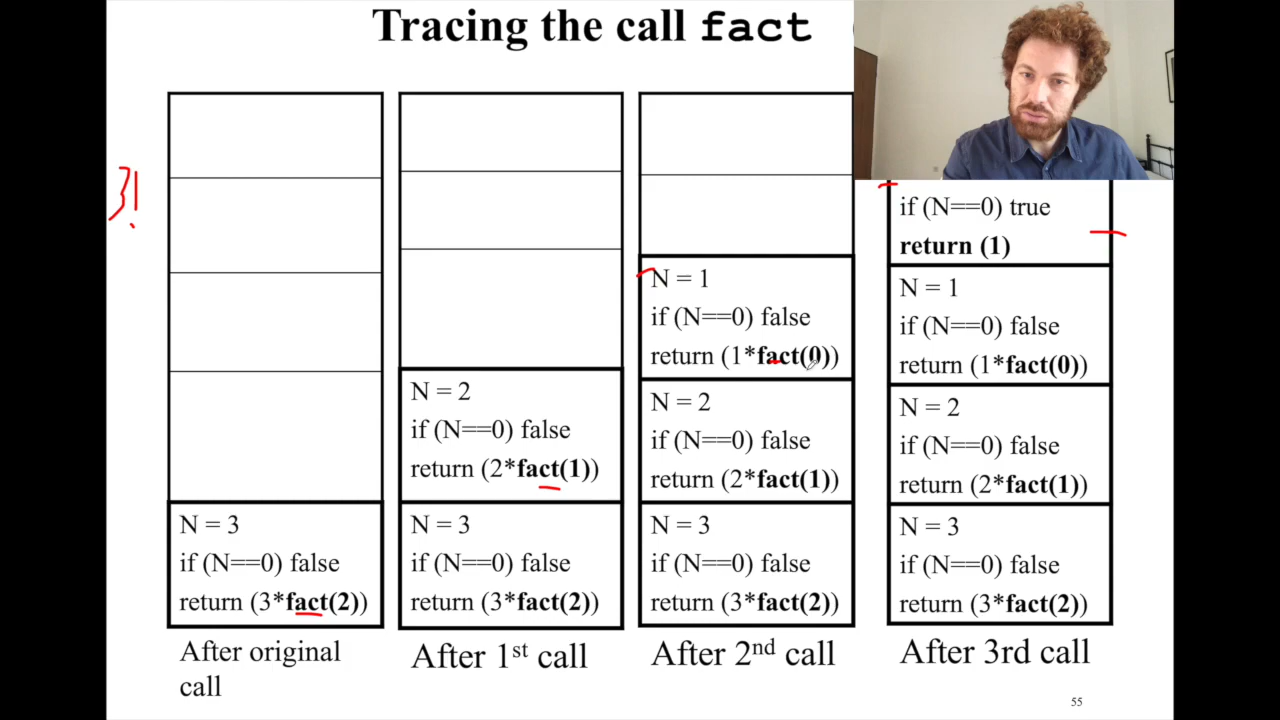 Tracing the call fact
3!
N = 3
if (N==0) false
return (3*fact(2))
After original
call
N = 2
if (N==0) false
return (2*fact(1))
N = 3
if (N==0) false
return (3*fact(2))
After 1st call
N = 1
if (N==0) false
return (1*fact(0))
N = 2
if (N==0) false
return (2*fact(1))
N = 3
if (N==0) false
return (3*fact(2))
After 2nd call
if (N==0) true
return (1)
N = 1
if (N==0) false
return (1*fact(0))
N = 2
if (N==0) false
return (2*fact(1))
N = 3
if (N==0) false
return (3*fact(2))
After 3rd call
55